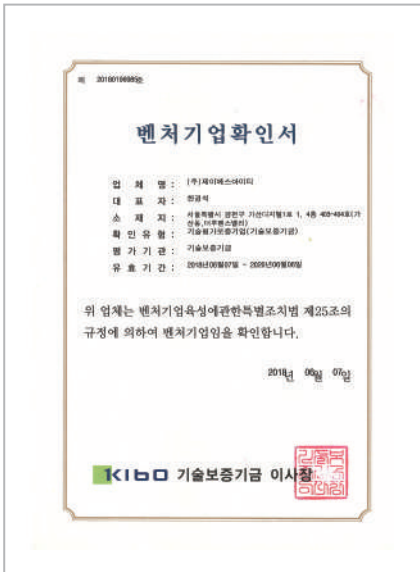 제 20180106985호
벤처기업확인서
업 체 명 : (주)제이에스아이티
대 표 자 : 한광석
소 재 지 : 서울특별시 금천구 가산디지털1로 1, 4층 403-404호(가
산동,더루벤스밸리)
확 인 유 형 : 기술평가보증기업(기술보증기금)
평 가 기 관 : 기술보증기금
유 효 기 간 : 2018년06월07일 ~ 2020년06월06일
위 업체는 벤처기업육성에관한특별조치법 제25조의
규정에 의하여 벤처기업임을 확인합니다.
2018년 06월 07일
KIBO 기술보증기금 이사장